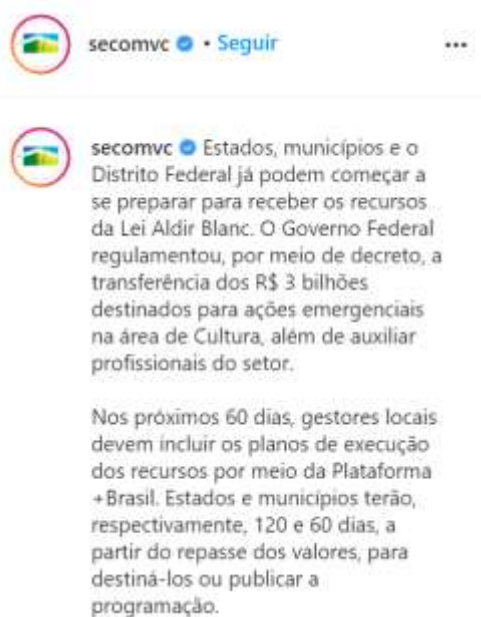 secomvc • Seguir
secomvc Estados, municípios e o
Distrito Federal já podem começar a
se preparar para receber os recursos
da Lei Aldir Blanc. O Governo Federal
regulamentou, por meio de decreto, a
transferência dos R$ 3 bilhões
destinados para ações emergenciais
na área de Cultura, além de auxiliar
profissionais do setor.
Nos próximos 60 dias, gestores locais
devem incluir os planos de execução
dos recursos por meio da Plataforma
+Brasil. Estados e municípios terão,
respectivamente, 120 e 60 dias, a
partir do repasse dos valores, para
destiná-los ou publicar a
programação.